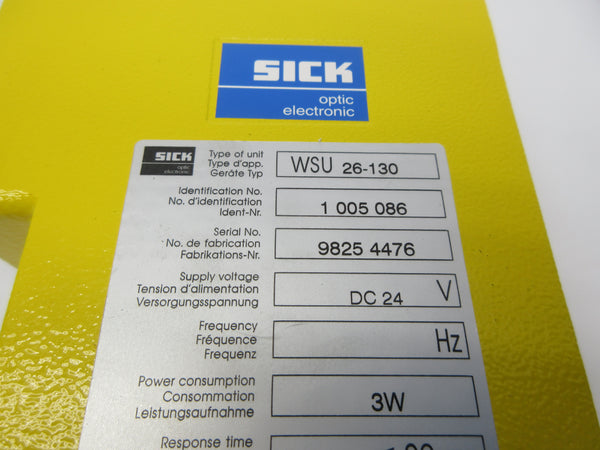 SICK
optic
electronic
SICK
optic
electronic
Type of unit
Type d'app.
Geräte Typ
WSU 26-130
Identification No.
No. d'identification
Ident-Nr.
1 005 086
Serial No.
No. de fabrication
Fabrikations-Nr.
9825 4476
Supply voltage
Tension d'alimentation
Versorgungsspannung
DC 24 V
Frequency
Fréquence
Frequenz
Hz
Power consumption
Consommation
Leistungsaufnahme
3W
Response time